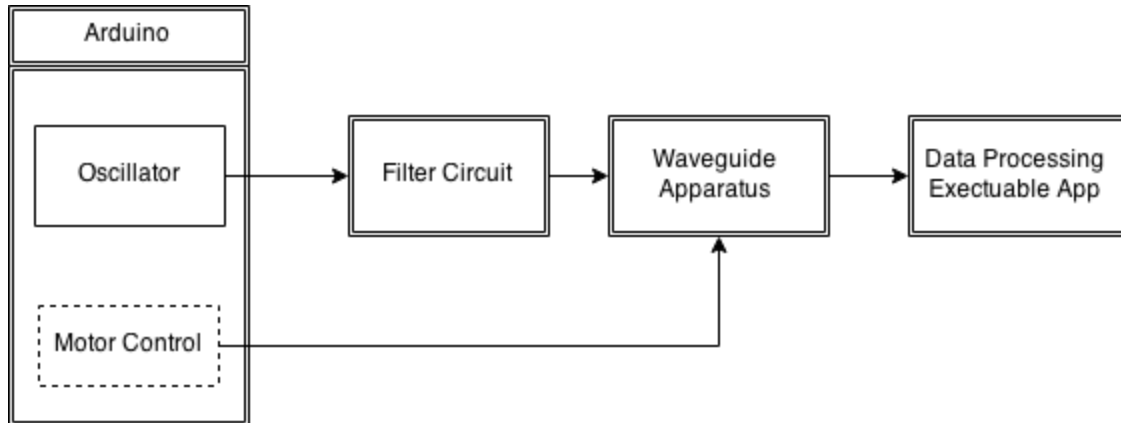 Arduino
Oscillator
Filter Circuit
Waveguide
Apparatus
Data Processing
Exectuable App
Motor Control